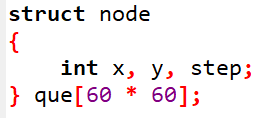 struct node
{
    int x, y, step;
} que[60 * 60];